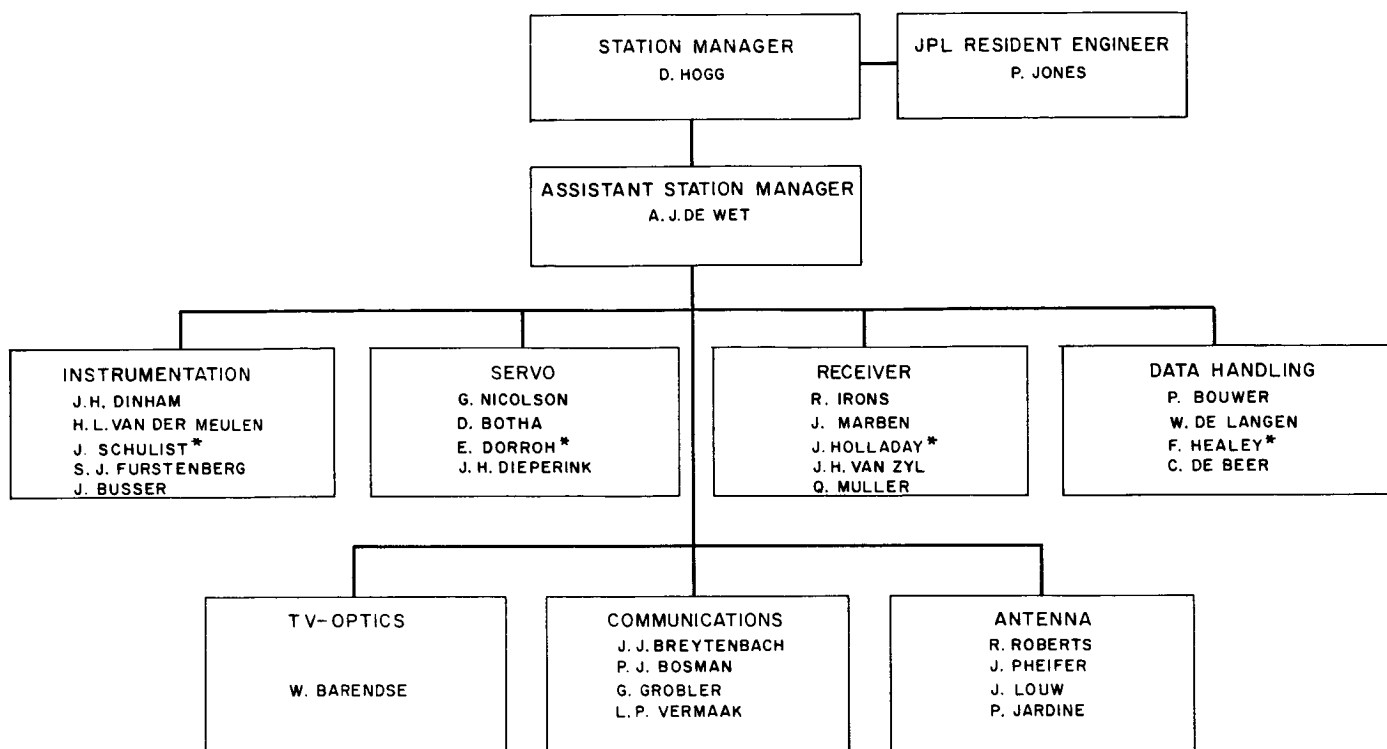 STATION MANAGER
D. HOGG
JPL RESIDENT ENGINEER
P. JONES
ASSISTANT STATION MANAGER
A. J. DE WET
INSTRUMENTATION
J. H. DINHAM
H. L. VAN DER MEULEN
J. SCHULIST*
S. J. FURSTENBERG
J. BUSSER
SERVO
G. NICOLSON
D. BOTHA
E. DORROH*
J. H. DIEPERINK
RECEIVER
R. IRONS
J. MARBEN
J. HOLLADAY*
J. H. VAN ZYL
Q. MULLER
DATA HANDLING
P. BOUWER
W. DE LANGEN
F. HEALEY*
C. DE BEER
TV-OPTICS
W. BARENDSE
COMMUNICATIONS
J. J. BREYTENBACH
P. J. BOSMAN
G. GROBLER
L. P. VERMAAK
ANTENNA
R. ROBERTS
J. PHEIFER
J. LOUW
P. JARDINE